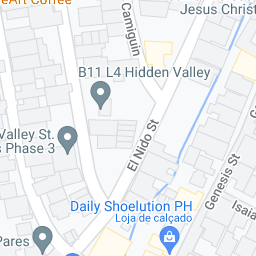 eArt Coffee
Camiguin
Jesus Christ
B11 L4 Hidden Valley
Valley St.
s Phase 3
El Nido St
Genesis St
Daily Shoelution PH
Loja de calçado
Isaia
Pares